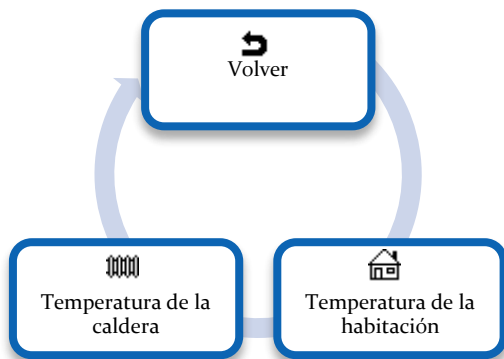 Volver
Temperatura de la
caldera
Temperatura de la
habitación